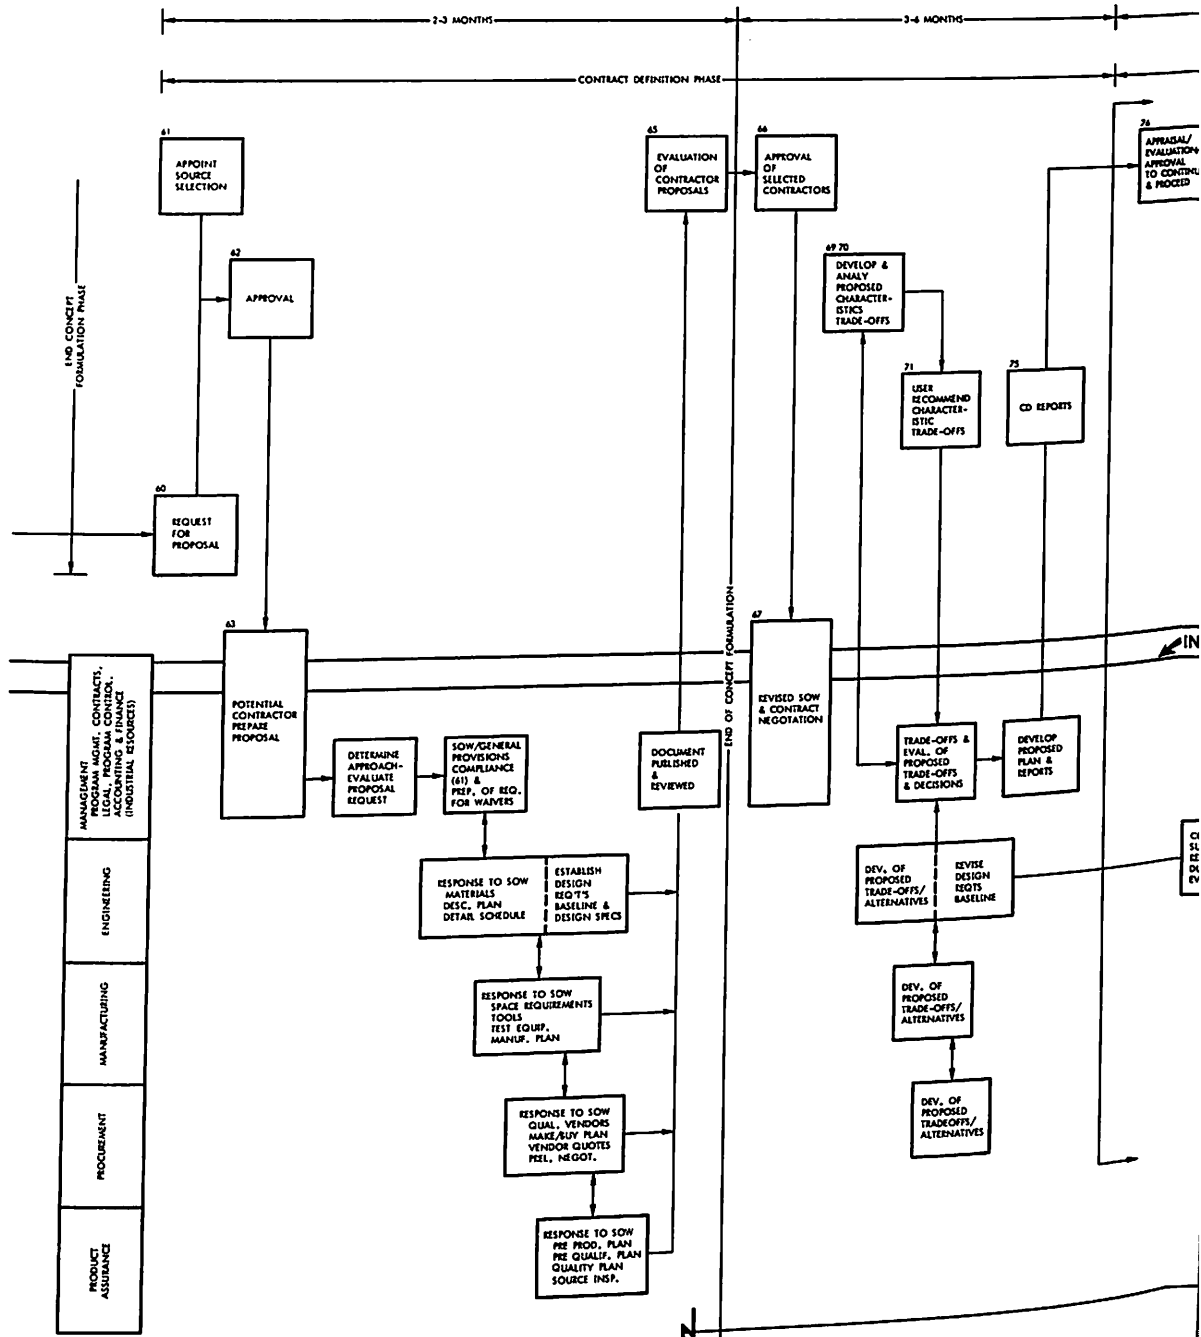 2-3 MONTHS
3-6 MONTHS
CONTRACT DEFINITION PHASE
END CONCEPT
FORMULATION PHASE
61
APPOINT
SOURCE
SELECTION
62
APPROVAL
60
REQUEST
FOR
PROPOSAL
65
EVALUATION
OF
CONTRACTOR
PROPOSALS
66
APPROVAL
OF
SELECTED
CONTRACTORS
69 70
DEVELOP &
ANALY
PROPOSED
CHARACTER-
ISTICS
TRADE-OFFS
71
USER
RECOMMEND
CHARACTER-
ISTIC
TRADE-OFFS
75
CD REPORTS
76
APPRAISAL/
EVALUATION-
APPROVAL
TO CONTINU
& PROCEED
END OF CONCEPT FORMULATION
63
POTENTIAL
CONTRACTOR
PREPARE
PROPOSAL
67
REVISED SOW
& CONTRACT
NEGOTATION
IN
MANAGEMENT
PROGRAM MGMT, CONTRACTS,
LEGAL, PROGRAM CONTROL,
ACCOUNTING & FINANCE
(INDUSTRIAL RESOURCES)
ENGINEERING
MANUFACTURING
PROCUREMENT
PRODUCT
ASSURANCE
DETERMINE
APPROACH-
EVALUATE
PROPOSAL
REQUEST
SOW/GENERAL
PROVISIONS
COMPLIANCE
(61) &
PREP. OF REQ.
FOR WAIVERS
DOCUMENT
PUBLISHED
&
REVIEWED
TRADE-OFFS &
EVAL. OF
PROPOSED
TRADE-OFFS
& DECISIONS
DEVELOP
PROPOSED
PLAN &
REPORTS
RESPONSE TO SOW
MATERIALS
DESC. PLAN
DETAIL SCHEDULE
ESTABLISH
DESIGN
REQ'T'S
BASELINE &
DESIGN SPECS
DEV. OF
PROPOSED
TRADE-OFFS/
ALTERNATIVES
REVISE
DESIGN
REQTS
BASELINE
RESPONSE TO SOW
SPACE REQUIREMENTS
TOOLS
TEST EQUIP.
MANUF. PLAN
DEV. OF
PROPOSED
TRADE-OFFS/
ALTERNATIVES
RESPONSE TO SOW
QUAL. VENDORS
MAKE/BUY PLAN
VENDOR QUOTES
PREL. NEGOT.
DEV. OF
PROPOSED
TRADEOFFS/
ALTERNATIVES
RESPONSE TO SOW
PRE PROD. PLAN
PRE QUALIF. PLAN
QUALITY PLAN
SOURCE INSP.